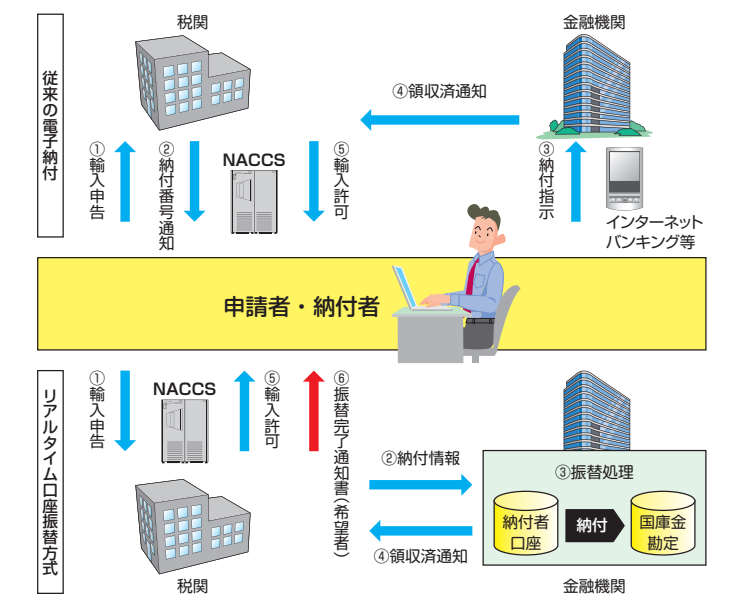 従来の電子納付
税関
金融機関
④領収済通知
①輸入申告
②納付番号通知
NACCS
⑤輸入許可
③納付指示
インターネット
バンキング等
申請者・納付者
リアルタイム口座振替方式
①輸入申告
NACCS
⑤輸入許可
⑥振替完了通知書（希望者）
②納付情報
④領収済通知
③振替処理
納付者
口座
納付
国庫金
勘定
税関
金融機関